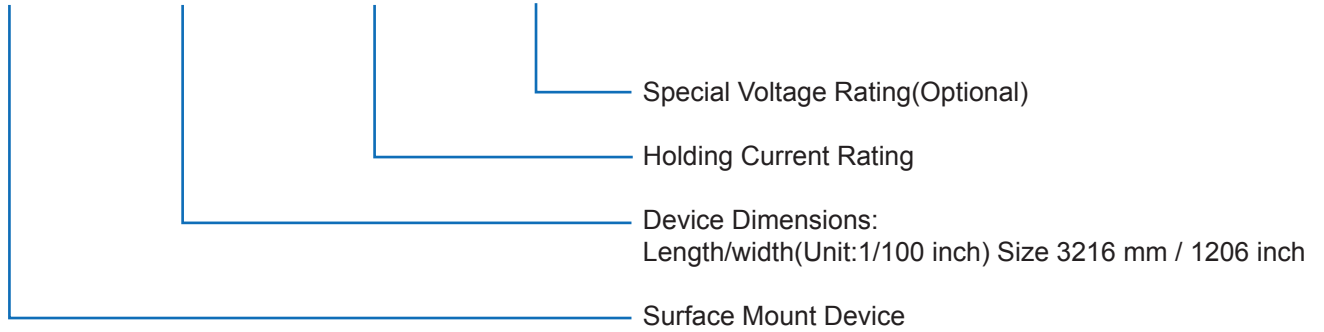 Special Voltage Rating(Optional)
Holding Current Rating
Device Dimensions:
Length/width(Unit:1/100 inch) Size 3216 mm / 1206 inch
Surface Mount Device